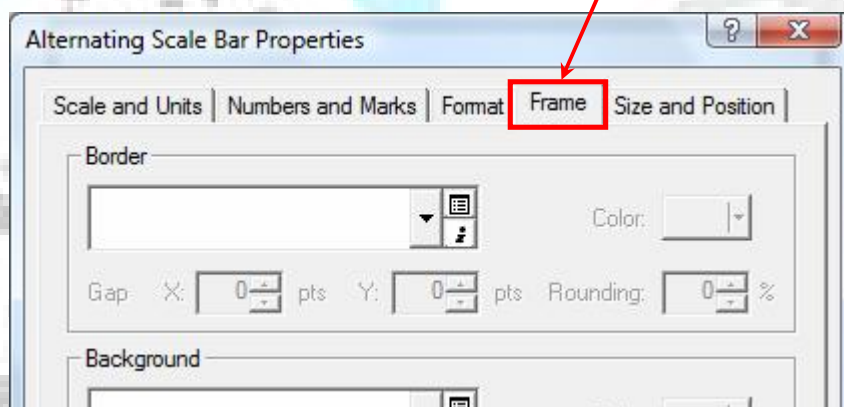 Alternating Scale Bar Properties
Scale and Units Numbers and Marks Format Frame Size and Position
Border
Color:
Gap X: 0 pts Y: 0 pts Rounding: 0 %
Background